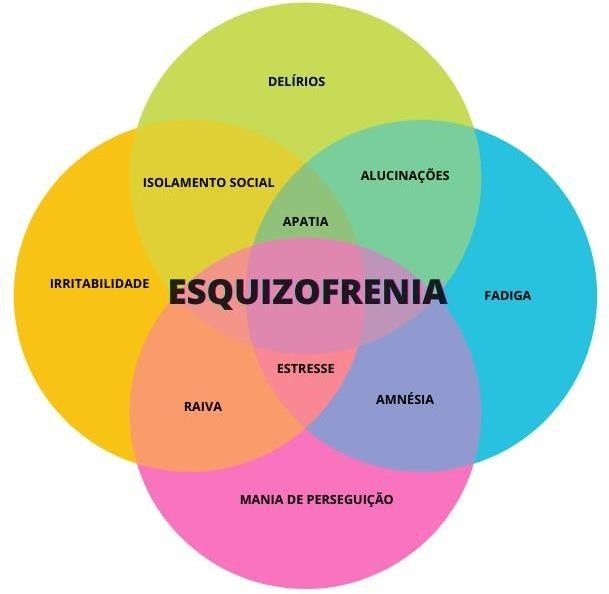 DELÍRIOS
ISOLAMENTO SOCIAL
ALUCINAÇÕES
APATIA
IRRITABILIDADE
ESQUIZOFRENIA
FADIGA
ESTRESSE
RAIVA
AMNÉSIA
MANIA DE PERSEGUIÇÃO